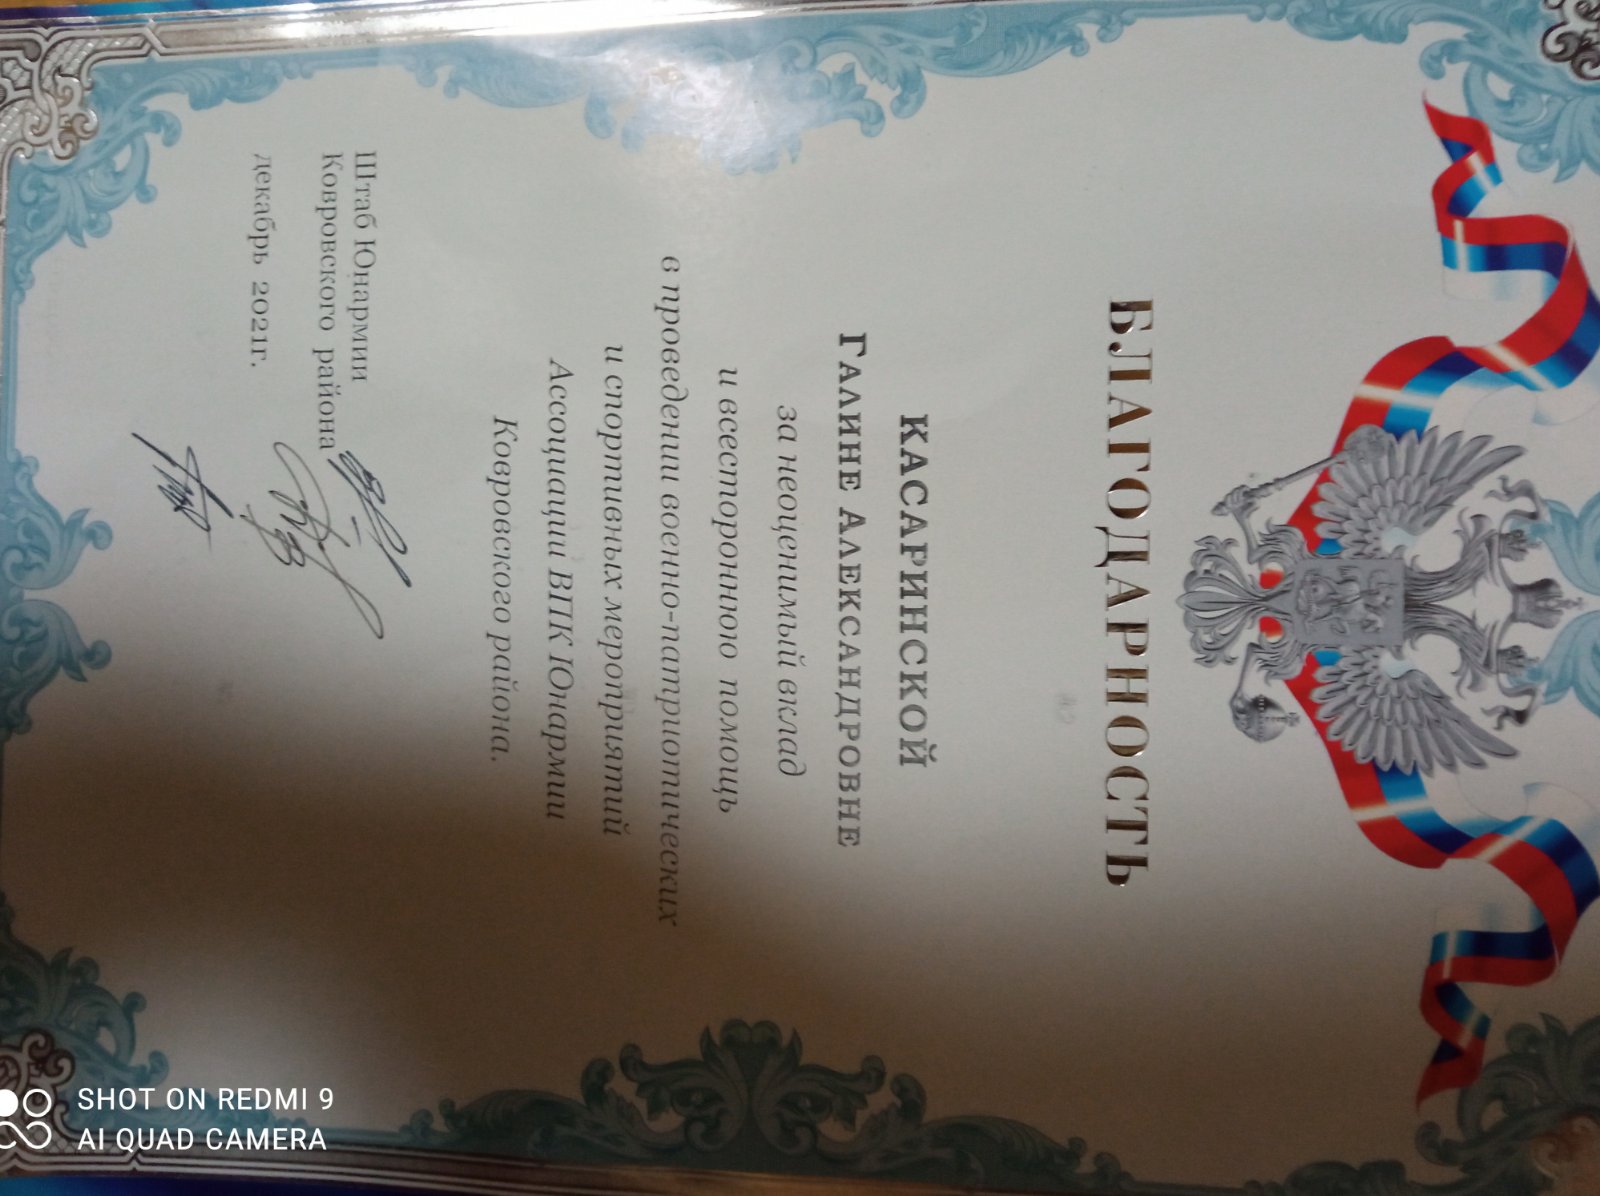 БЛАГОДАРНОСТЬ
КАСАРИНСКОЙ
ГАЛИНЕ АЛЕКСАНДРОВНЕ
за неоценимый вклад
и всестороннюю помощь
в проведении военно-патриотических
и спортивных мероприятий
Ассоциации ВПК Юнармии
Ковровского района.
Штаб Юнармии
Ковровского района
декабрь 2021г.
SHOT ON REDMI 9
AI QUAD CAMERA